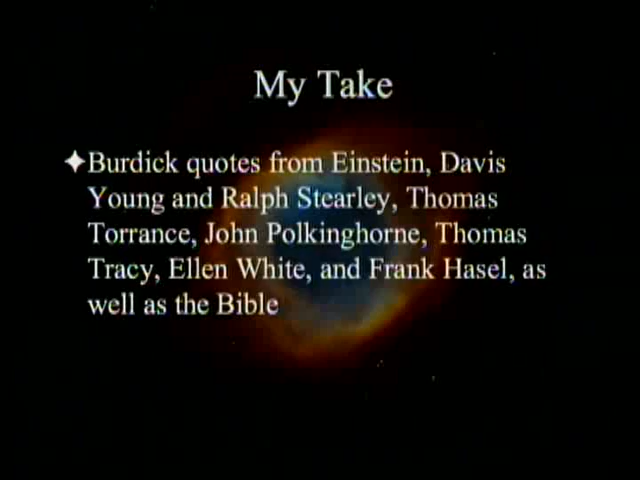 My Take
Burdick quotes from Einstein, Davis
Young and Ralph Stearley, Thomas
Torrance, John Polkinghorne, Thomas
Tracy, Ellen White, and Frank Hasel, as
well as the Bible